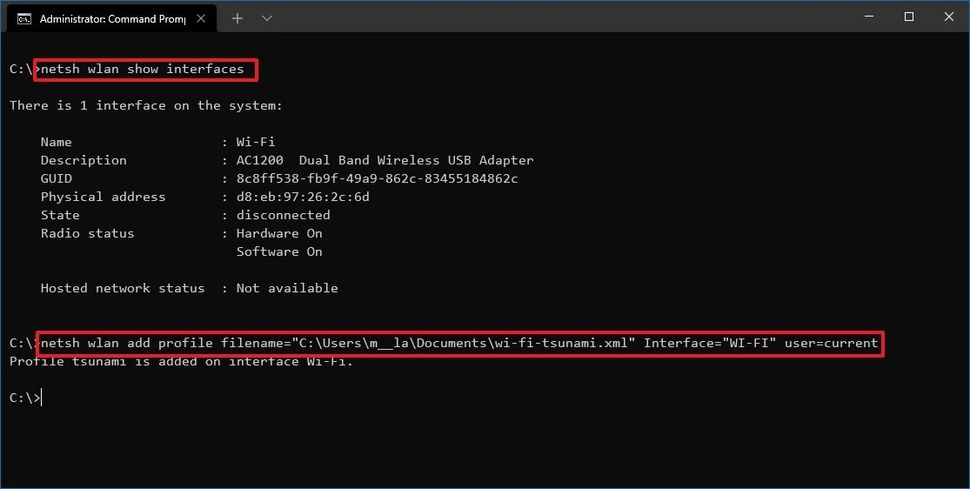 Administrator: Command Promp
C:\>netsh wlan show interfaces
There is 1 interface on the system:
Name : Wi-Fi
Description : AC1200  Dual Band Wireless USB Adapter
GUID : 8c8ff538-fb9f-49a9-862c-83455184862c
Physical address : d8:eb:97:26:2c:6d
State : disconnected
Radio status : Hardware On
Software On
Hosted network status : Not available
C:\>netsh wlan add profile filename="C:\Users\m__la\Documents\wi-fi-tsunami.xml" Interface="WI-FI" user=current
Profile tsunami is added on interface Wi-Fi.
C:\>